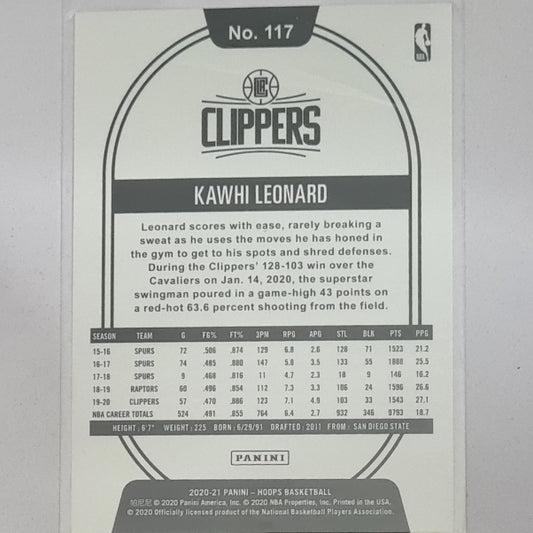 No. 117
NBA
CLIPPERS
KAWHI LEONARD
Leonard scores with ease, rarely breaking a
sweat as he uses the moves he has honed in
the gym to get to his spots and shred defenses.
During the Clippers' 128-103 win over the
Cavaliers on Jan. 14, 2020, the superstar
swingman poured in a game-high 43 points on
a red-hot 63.6 percent shooting from the field.
SEASON TEAM G FG% FT% 3PM RPG APG STL BLK PTS PPG
15-16 SPURS 72 .506 .874 129 6.8 2.6 128 71 1523 21.2
16-17 SPURS 74 .485 .880 147 5.8 3.5 133 55 1888 25.5
17-18 SPURS 9 .468 .816 11 4.7 2.3 18 9 146 16.2
18-19 RAPTORS 60 .496 .854 112 7.3 3.3 106 24 1596 26.6
19-20 CLIPPERS 57 .470 .886 123 7.1 4.9 103 33 1543 27.1
NBA CAREER TOTALS 524 .491 .855 764 6.4 2.7 932 346 9793 18.7
HEIGHT: 6'7" WEIGHT: 225 BORN: 6/29/91 DRAFTED: 2011 FROM: SAN DIEGO STATE
PANINI
2020-21 PANINI – HOOPS BASKETBALL
帕尼尼 © 2020 Panini America, Inc. © 2020 NBA Properties, Inc. Printed in the USA.
© 2020 Officially licensed product of the National Basketball Players Association.